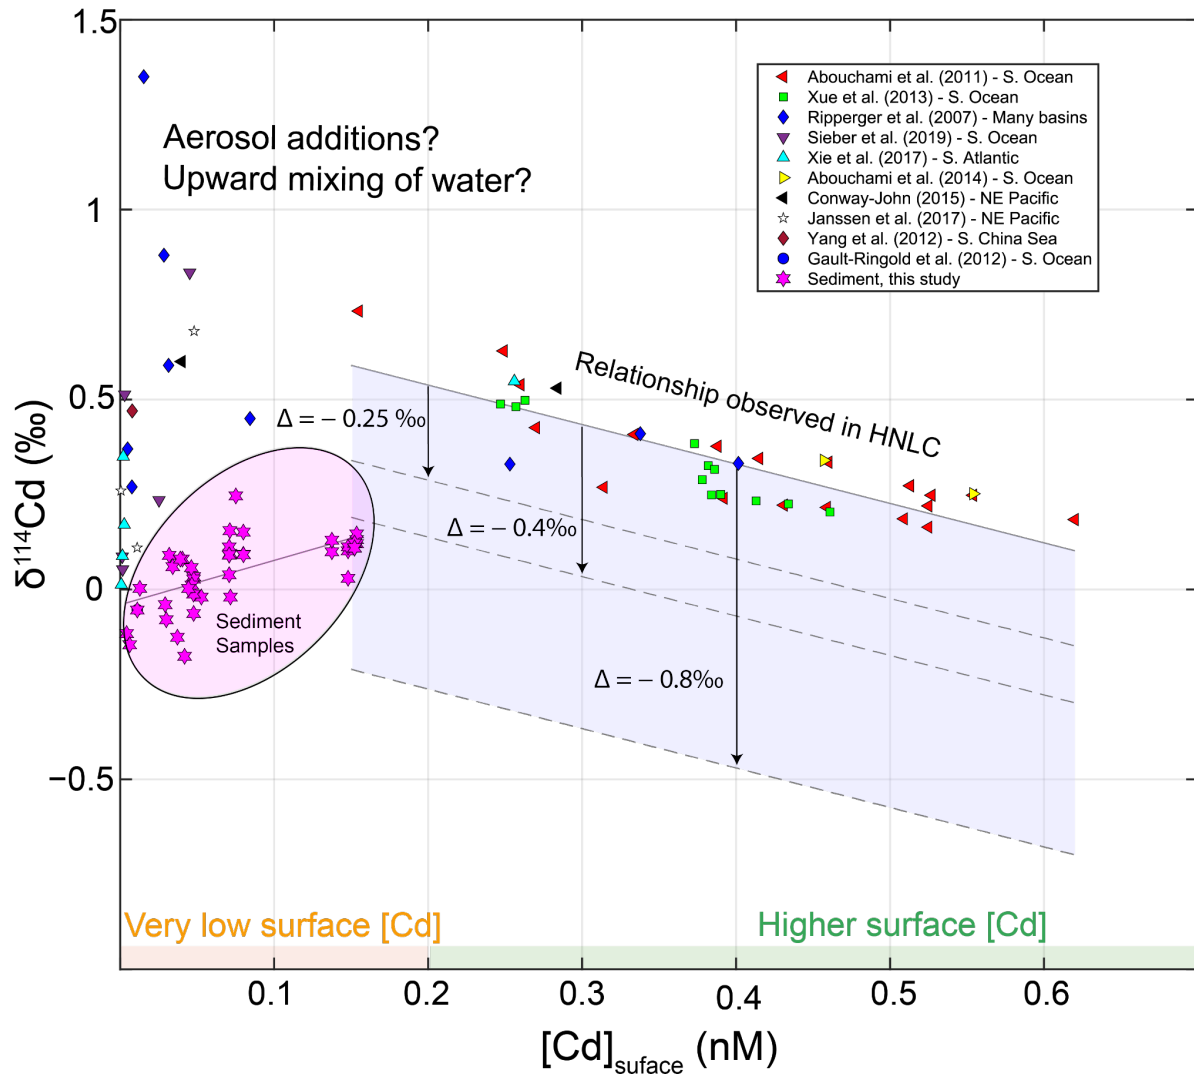 1.5
1
0.5
0
−0.5
δ¹¹⁴Cd (‰)
Aerosol additions?
Upward mixing of water?
Abouchami et al. (2011) - S. Ocean
Xue et al. (2013) - S. Ocean
Ripperger et al. (2007) - Many basins
Sieber et al. (2019) - S. Ocean
Xie et al. (2017) - S. Atlantic
Abouchami et al. (2014) - S. Ocean
Conway-John (2015) - NE Pacific
Janssen et al. (2017) - NE Pacific
Yang et al. (2012) - S. China Sea
Gault-Ringold et al. (2012) - S. Ocean
Sediment, this study
Relationship observed in HNLC
Δ = − 0.25 ‰
Δ = − 0.4‰
Δ = − 0.8‰
Sediment
Samples
Very low surface [Cd]
Higher surface [Cd]
0.1 0.2 0.3 0.4 0.5 0.6
[Cd]suface (nM)